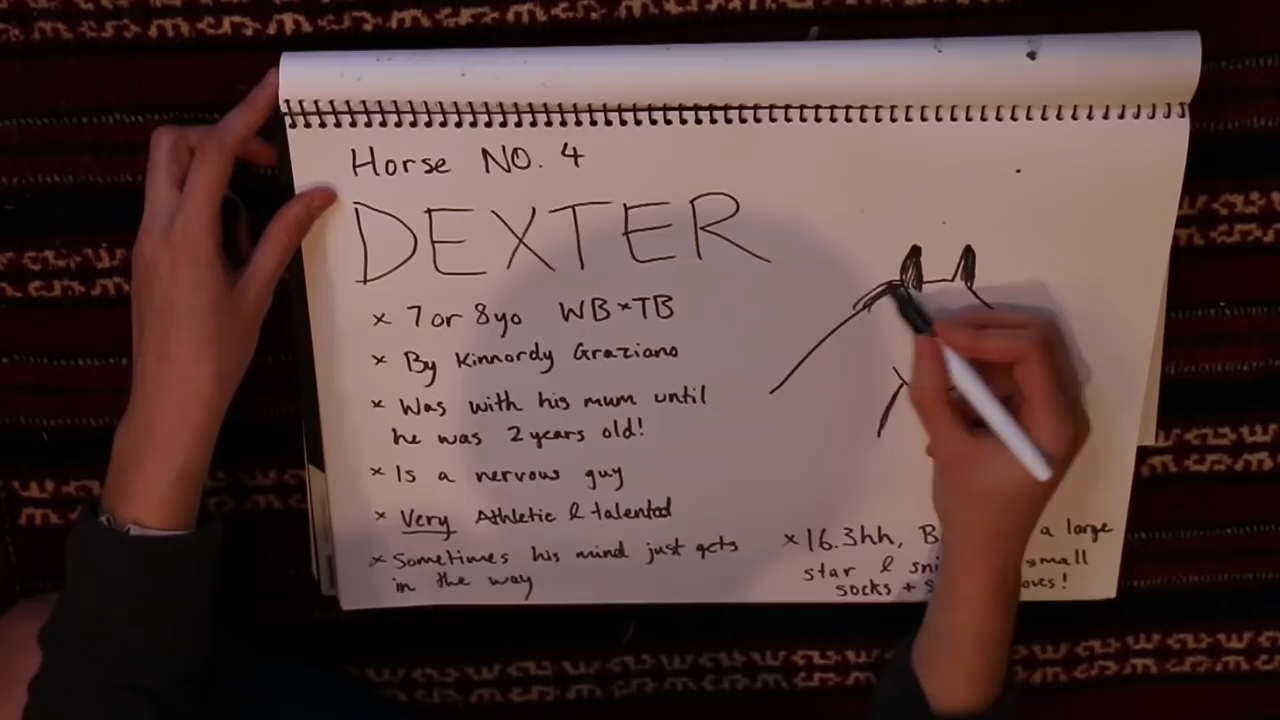 Horse NO. 4
DEXTER
× 7 or 8yo WB×TB
× By Kinnordy Graziano
× Was with his mum until
he was 2 years old!
× Is a nervous guy
× Very Athletic & talented
× Sometimes his mind just gets
in the way
× 16.3hh, a large
star & small
socks +